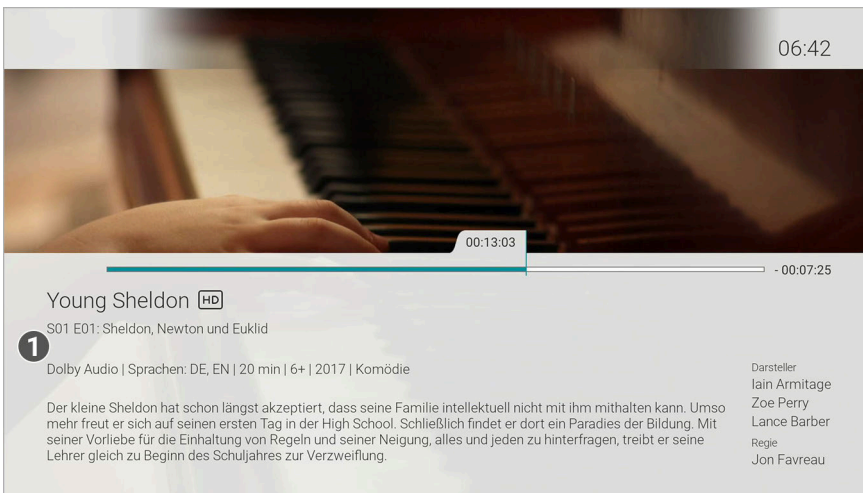 06:42
00:13:03
- 00:07:25
Young Sheldon HD
S01 E01: Sheldon, Newton und Euklid
1
Dolby Audio | Sprachen: DE, EN | 20 min | 6+ | 2017 | Komödie
Der kleine Sheldon hat schon längst akzeptiert, dass seine Familie intellektuell nicht mit ihm mithalten kann. Umso
mehr freut er sich auf seinen ersten Tag in der High School. Schließlich findet er dort ein Paradies der Bildung. Mit
seiner Vorliebe für die Einhaltung von Regeln und seiner Neigung, alles und jeden zu hinterfragen, treibt er seine
Lehrer gleich zu Beginn des Schuljahres zur Verzweiflung.
Darsteller
Iain Armitage
Zoe Perry
Lance Barber
Regie
Jon Favreau